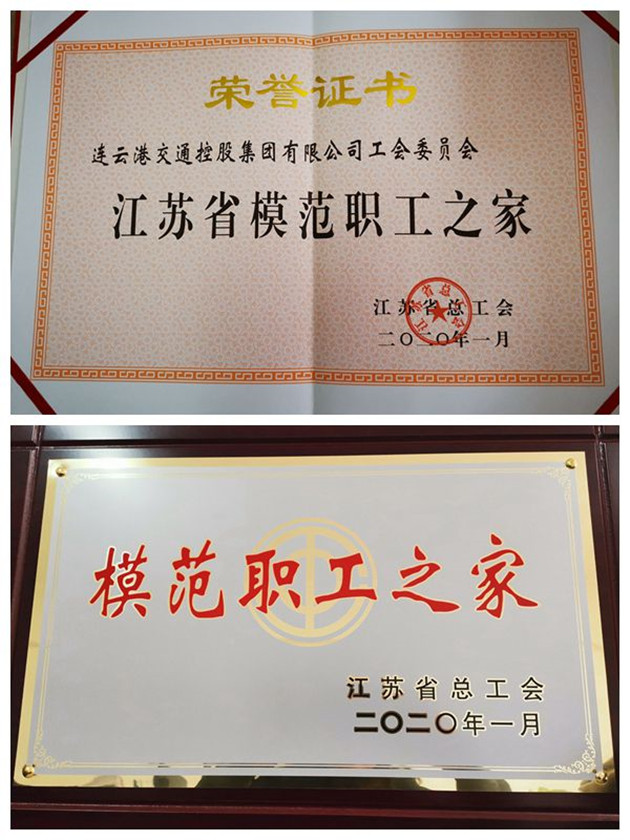 荣誉证书
连云港交通控股集团有限公司工会委员会
江苏省模范职工之家
江苏省总工会
二〇二〇年一月
模范职工之家
江苏省总工会
二〇二〇年一月